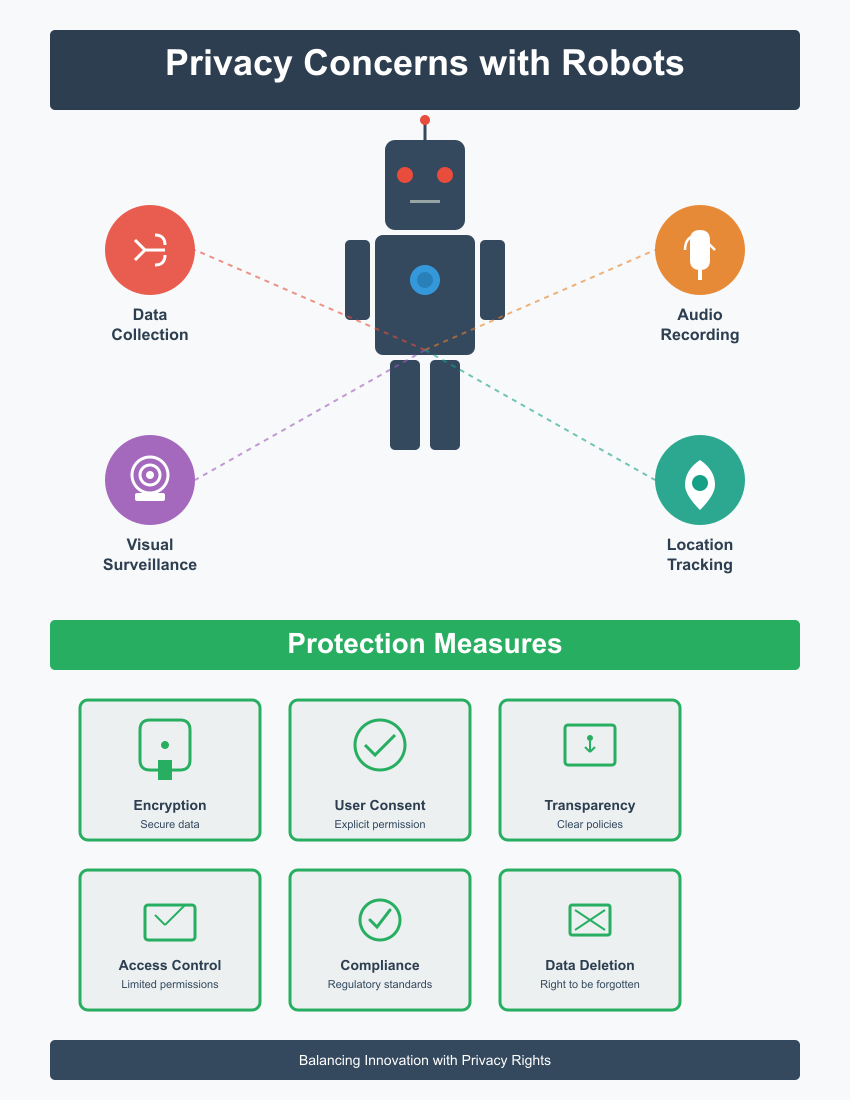 Privacy Concerns with Robots
Data
Collection
Audio
Recording
Visual
Surveillance
Location
Tracking
Protection Measures
Encryption
Secure data
User Consent
Explicit permission
Transparency
Clear policies
Access Control
Limited permissions
Compliance
Regulatory standards
Data Deletion
Right to be forgotten
Balancing Innovation with Privacy Rights